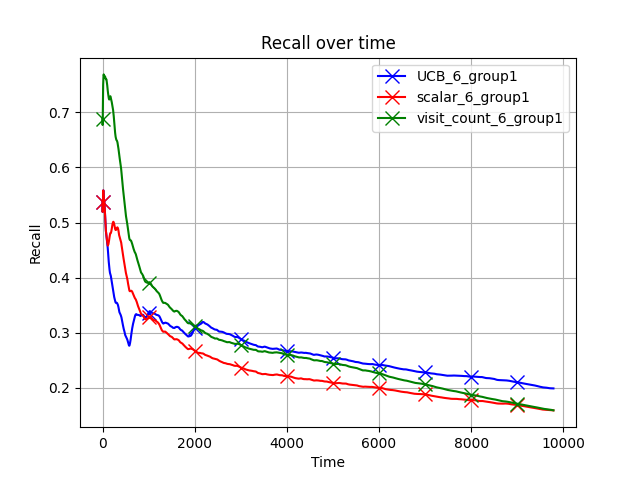 Recall over time
UCB_6_group1
scalar_6_group1
visit_count_6_group1
Recall
0.7
0.6
0.5
0.4
0.3
0.2
0 2000 4000 6000 8000 10000
Time